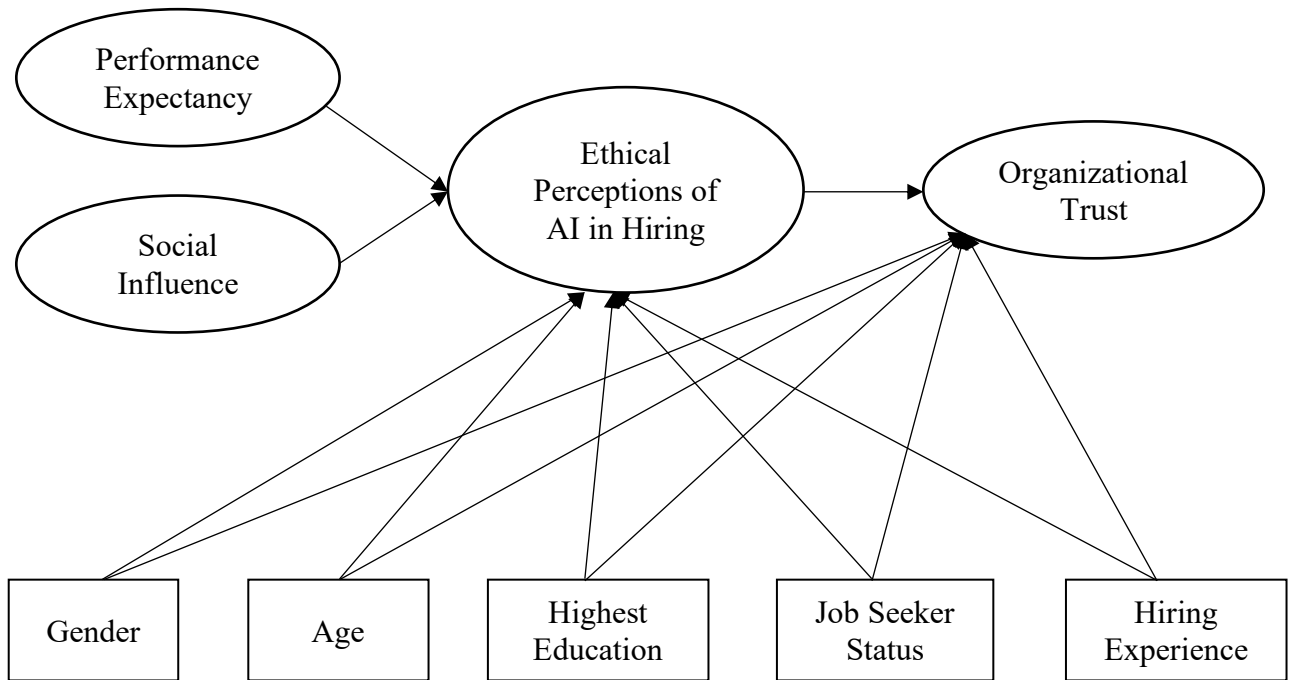 Performance
Expectancy
Social
Influence
Ethical
Perceptions of
AI in Hiring
Organizational
Trust
Gender
Age
Highest
Education
Job Seeker
Status
Hiring
Experience